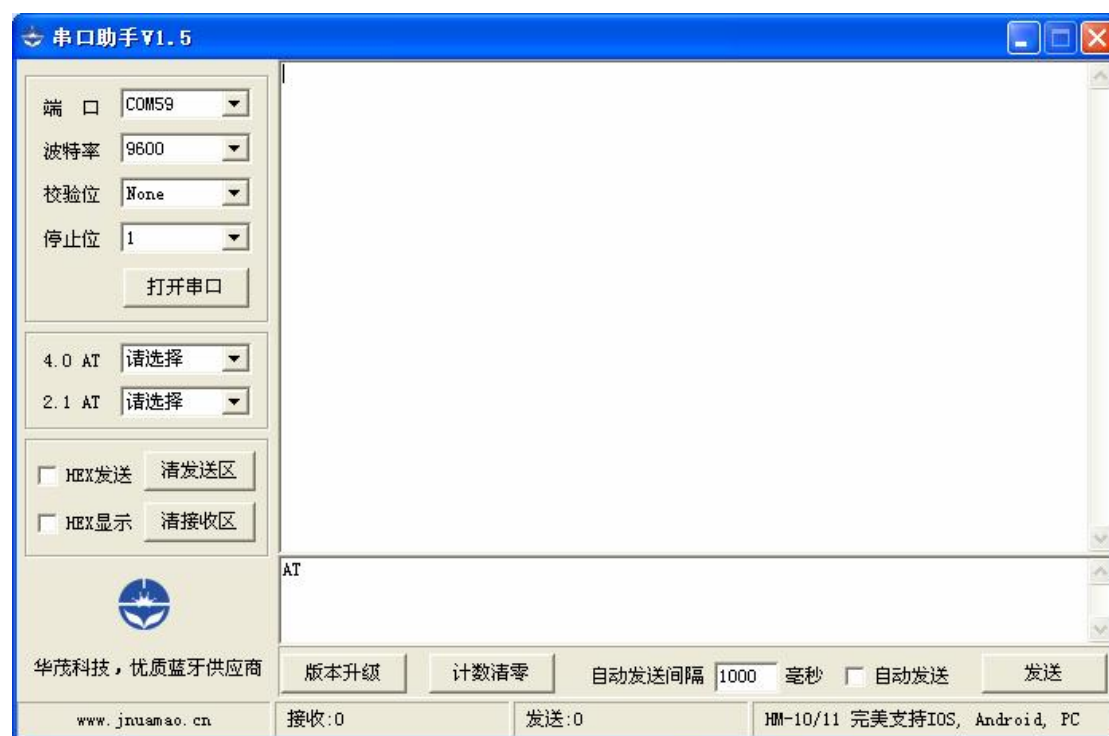 串口助手V1.5
端 口 COM59
波特率 9600
校验位 None
停止位 1
打开串口
4.0 AT 请选择
2.1 AT 请选择
HEX发送 清发送区
HEX显示 清接收区
AT
华茂科技，优质蓝牙供应商
版本升级 计数清零 自动发送间隔 1000 毫秒 自动发送 发送
www.jnuamao.cn 接收:0 发送:0 HM-10/11 完美支持IOS, Android, PC